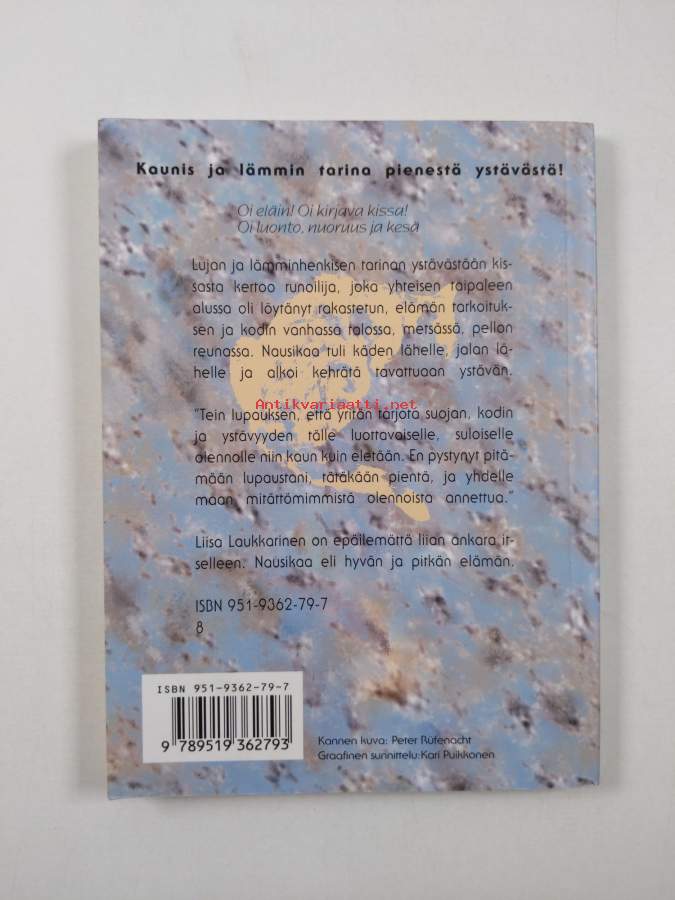 Kaunis ja lämmin tarina pienestä ystävästä!
Oi eläin! Oi kirjava kissa!
Oi luonto, nuoruus ja kesä
Lujan ja lämminhenkisen tarinan ystävästään kis-
sasta kertoo runoilija, joka yhteisen taipaleen
alussa oli löytänyt rakastetun, elämän tarkoituk-
sen ja kodin vanhassa talossa, metsässä, pellon
reunassa. Nausikaa tuli käden lähelle, jalan lä-
helle ja alkoi kehrätä tavattuaan ystävän.
Antikvariaatti.net
"Tein lupauksen, että yritän tarjota suojan, kodin
ja ystävyyden tälle luottavaiselle, suloiselle
olennolle niin kaun kuin eletään. En pystynyt pitä-
mään lupaustani, tätäkään pientä, ja yhdelle
maan mitättömimmistä olennoista annettua."
Liisa Laukkarinen on epäilemättä liian ankara it-
selleen. Nausikaa eli hyvän ja pitkän elämän.
ISBN 951-9362-79-7
8
ISBN 951-9362-79-7
9 789519 362793
Kannen kuva: Peter Rüfenacht
Graafinen suunnittelu: Kari Puikkonen